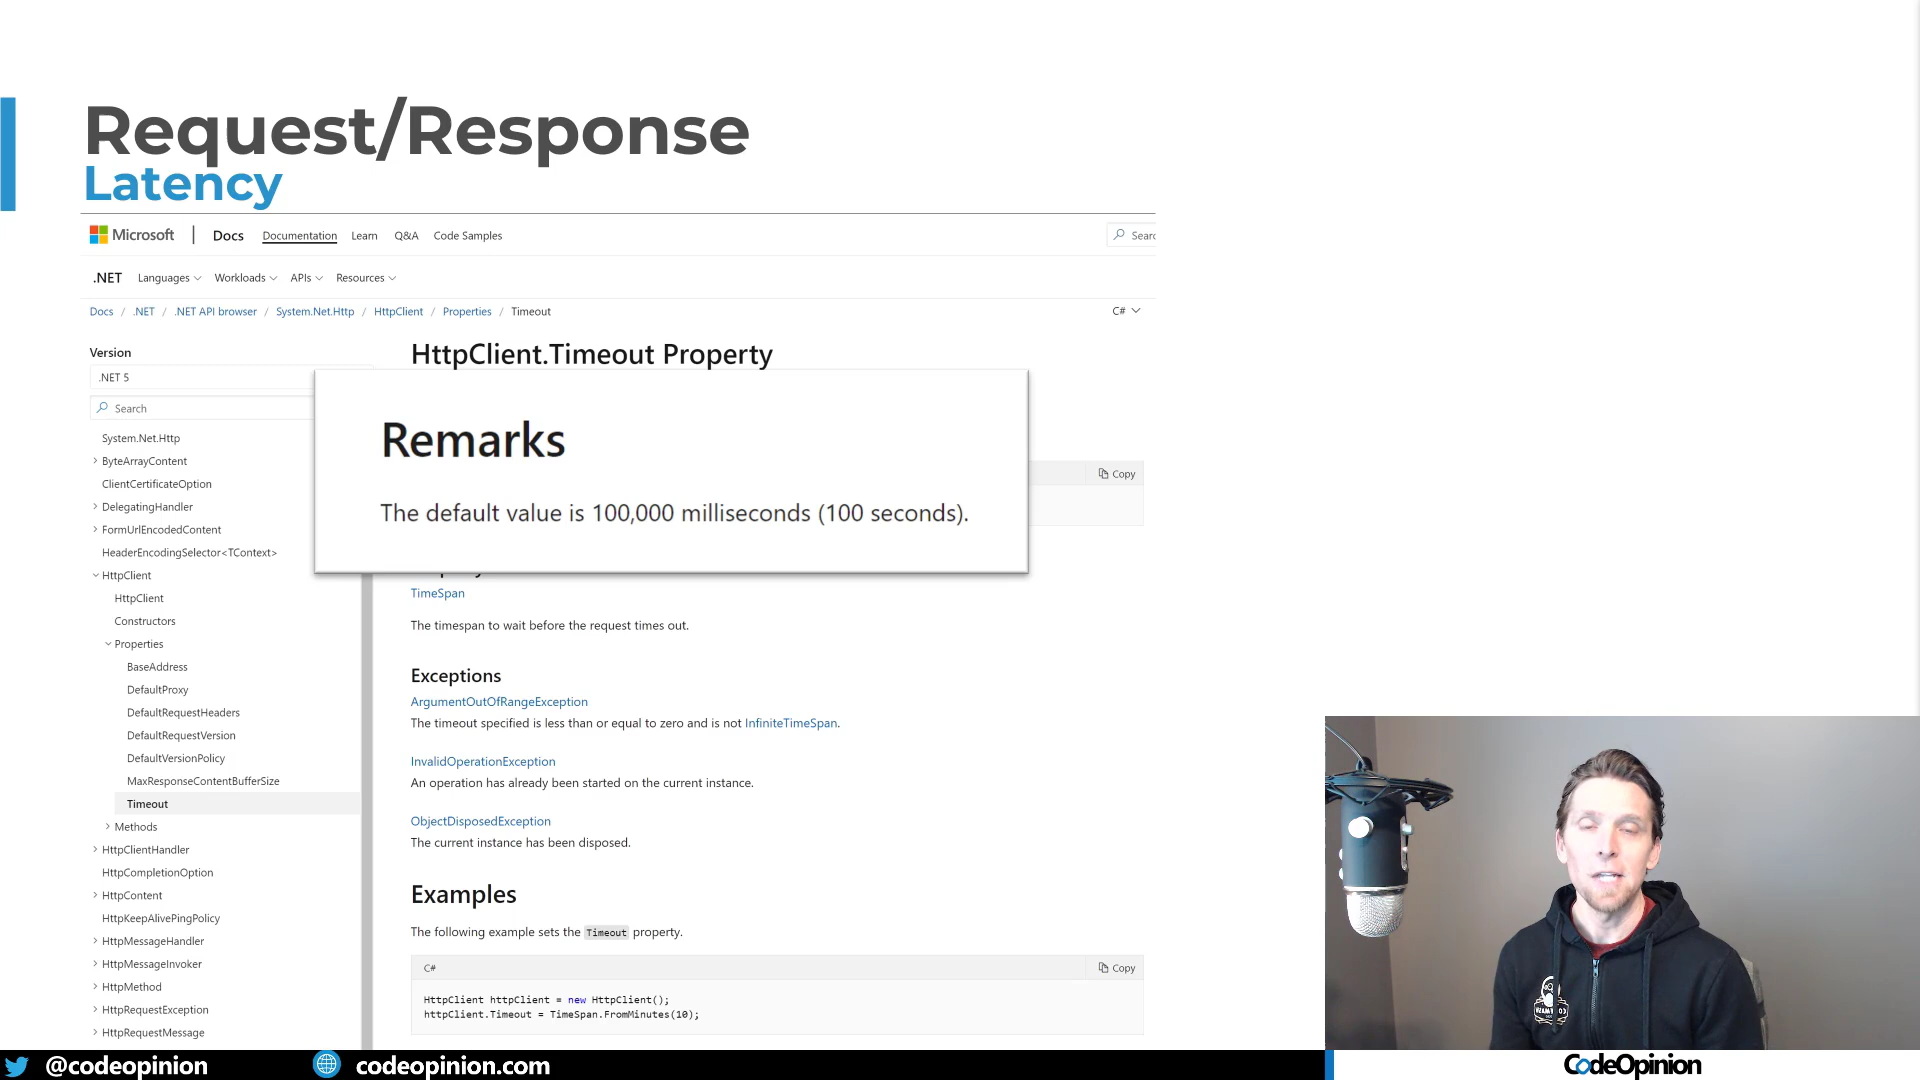 Request/Response
Latency
Microsoft | Docs Documentation Learn Q&A Code Samples
.NET Languages Workloads APIs Resources
Docs / .NET / .NET API browser / System.Net.Http / HttpClient / Properties / Timeout
C#
Version
.NET 5
Search
System.Net.Http
ByteArrayContent
ClientCertificateOption
DelegatingHandler
FormUrlEncodedContent
HeaderEncodingSelector<TContext>
HttpClient
HttpClient
Constructors
Properties
BaseAddress
DefaultProxy
DefaultRequestHeaders
DefaultRequestVersion
DefaultVersionPolicy
MaxResponseContentBufferSize
Timeout
Methods
HttpClientHandler
HttpCompletionOption
HttpContent
HttpKeepAlivePingPolicy
HttpMessageHandler
HttpMessageInvoker
HttpMethod
HttpRequestException
HttpRequestMessage
HttpClient.Timeout Property
Remarks
The default value is 100,000 milliseconds (100 seconds).
Copy
TimeSpan
The timespan to wait before the request times out.
Exceptions
ArgumentOutOfRangeException
The timeout specified is less than or equal to zero and is not InfiniteTimeSpan.
InvalidOperationException
An operation has already been started on the current instance.
ObjectDisposedException
The current instance has been disposed.
Examples
The following example sets the Timeout property.
C#
Copy
HttpClient httpClient = new HttpClient();
httpClient.Timeout = TimeSpan.FromMinutes(10);
@codeopinion
codeopinion.com
CodeOpinion